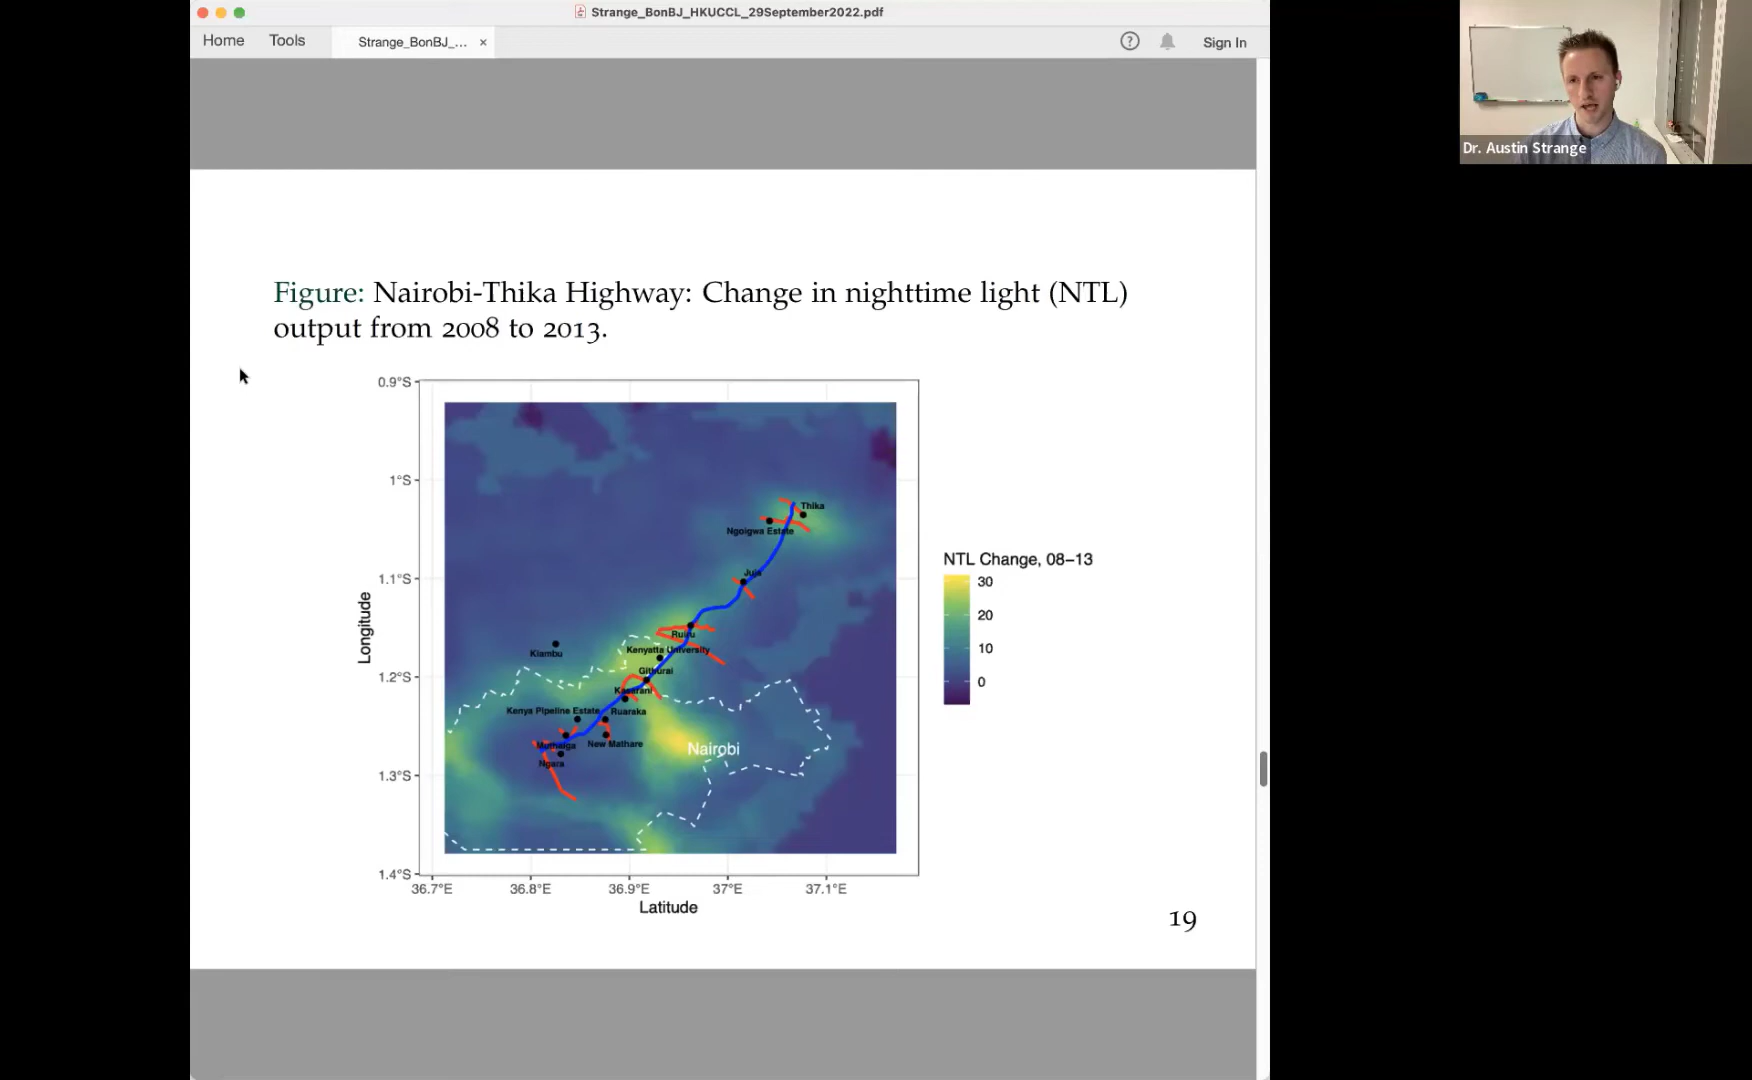 Strange_BonBJ_HKUCCL_29September2022.pdf
Home
Tools
Strange_BonBJ_...
×
?
Sign In
Dr. Austin Strange
Figure: Nairobi-Thika Highway: Change in nighttime light (NTL)
output from 2008 to 2013.
0.9°S
1°S
1.1°S
1.2°S
1.3°S
1.4°S
Longitude
Thika
Ngoigwa Estate
Juja
Ruiru
Kenyatta University
Githurai
Kiambu
Kasarani
Kenya Pipeline Estate
Ruaraka
Muthaiga
New Mathare
Ngara
Nairobi
NTL Change, 08–13
30
20
10
0
36.7°E
36.8°E
36.9°E
37°E
37.1°E
Latitude
19